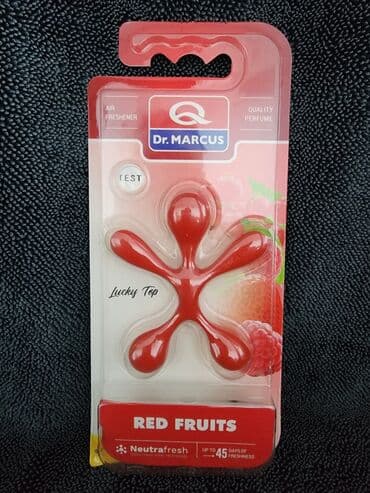 AIR
FRESHENER
QUALITY
PERFUME
Dr. MARCUS
TEST
Lucky Top
RED FRUITS
Neutrafresh
UP TO 45 DAYS OF
FRESHNESS